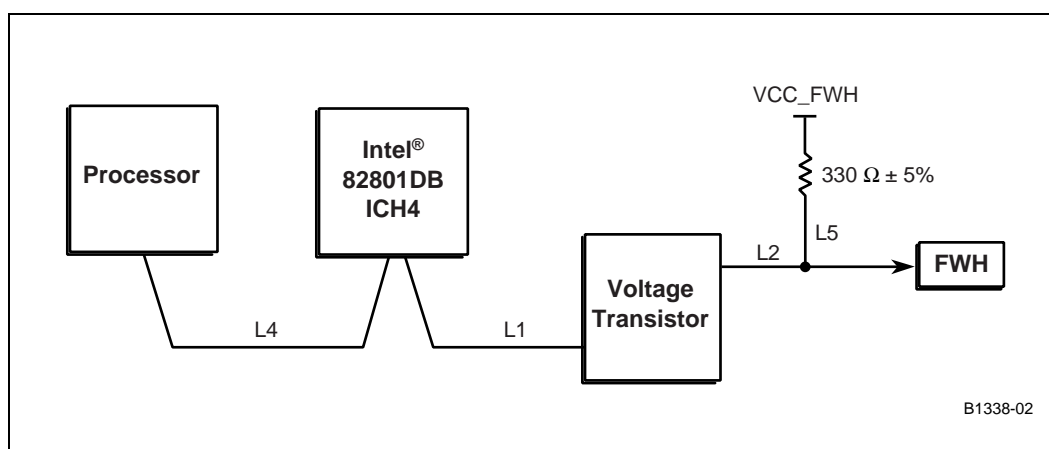 VCC_FWH
Processor
Intel®
82801DB
ICH4
330 Ω ± 5%
L5
L2
FWH
Voltage
Transistor
L4
L1
B1338-02